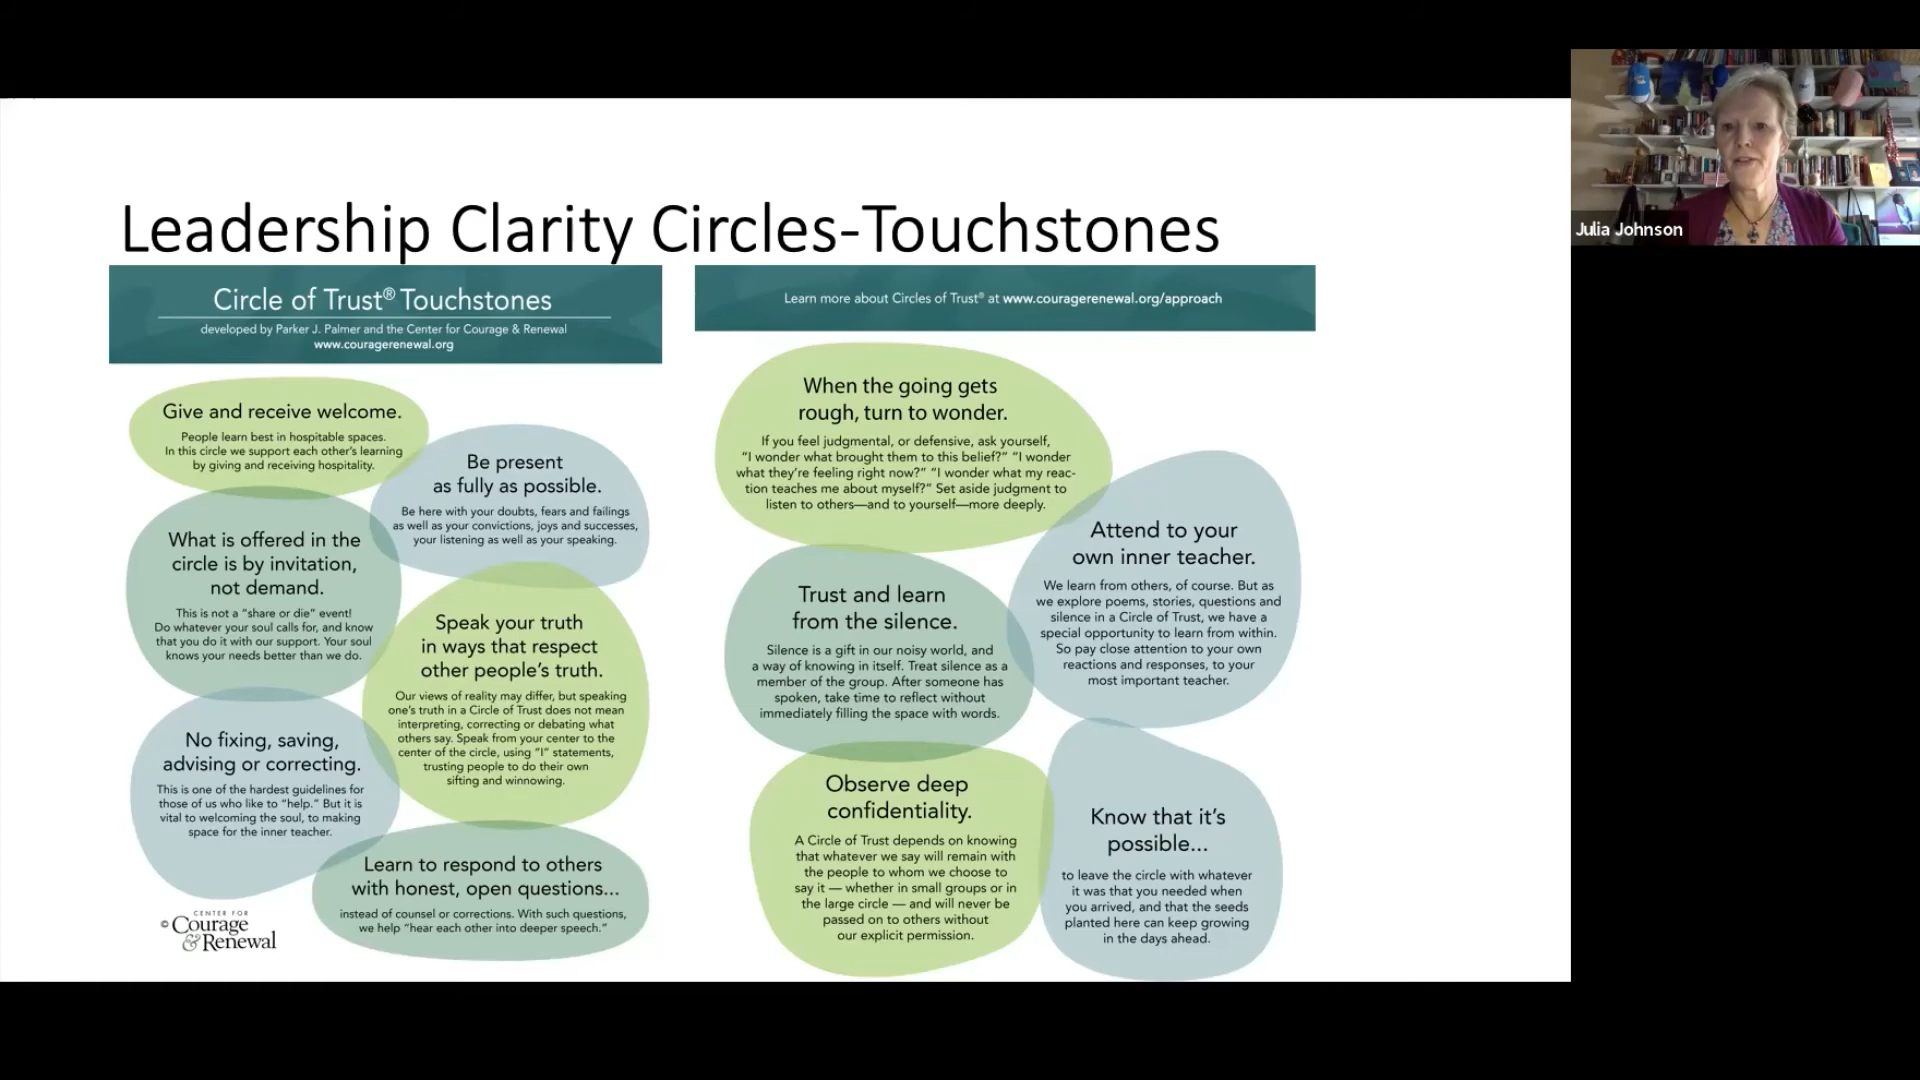 Leadership Clarity Circles-Touchstones
Circle of Trust® Touchstones
developed by Parker J. Palmer and the Center for Courage & Renewal
www.couragerenewal.org
Give and receive welcome.
People learn best in hospitable spaces.
In this circle we support each other's learning
by giving and receiving hospitality.
Be present
as fully as possible.
Be here with your doubts, fears and failings
as well as your convictions, joys and successes,
your listening as well as your speaking.
What is offered in the
circle is by invitation,
not demand.
This is not a "share or die" event!
Do whatever your soul calls for, and know
that you do it with our support. Your soul
knows your needs better than we do.
Speak your truth
in ways that respect
other people's truth.
Our views of reality may differ, but speaking
one's truth in a Circle of Trust does not mean
interpreting, correcting or debating what
others say. Speak from your center to the
center of the circle, using "I" statements,
trusting people to do their own
sifting and winnowing.
No fixing, saving,
advising or correcting.
This is one of the hardest guidelines for
those of us who like to "help." But it is
vital to welcoming the soul, to making
space for the inner teacher.
Learn to respond to others
with honest, open questions...
instead of counsel or corrections. With such questions,
we help "hear each other into deeper speech."
CENTER FOR
© Courage
& Renewal
Learn more about Circles of Trust® at www.couragerenewal.org/approach
When the going gets
rough, turn to wonder.
If you feel judgmental, or defensive, ask yourself,
"I wonder what brought them to this belief?" "I wonder
what they're feeling right now?" "I wonder what my reac-
tion teaches me about myself?" Set aside judgment to
listen to others—and to yourself—more deeply.
Attend to your
own inner teacher.
We learn from others, of course. But as
we explore poems, stories, questions and
silence in a Circle of Trust, we have a
special opportunity to learn from within.
So pay close attention to your own
reactions and responses, to your
most important teacher.
Trust and learn
from the silence.
Silence is a gift in our noisy world, and
a way of knowing in itself. Treat silence as a
member of the group. After someone has
spoken, take time to reflect without
immediately filling the space with words.
Observe deep
confidentiality.
A Circle of Trust depends on knowing
that whatever we say will remain with
the people to whom we choose to
say it — whether in small groups or in
the large circle — and will never be
passed on to others without
our explicit permission.
Know that it's
possible...
to leave the circle with whatever
it was that you needed when
you arrived, and that the seeds
planted here can keep growing
in the days ahead.
Julia Johnson